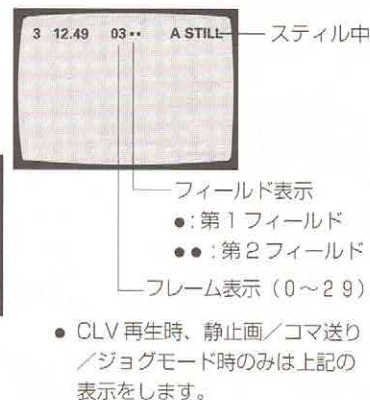 3 12.49 03 •• A STILL
スティル中
フィールド表示
●:第1フィールド
●●:第2フィールド
フレーム表示(0~29)
● CLV再生時、静止画/コマ送り
/ジョグモード時のみは上記の
表示をします。